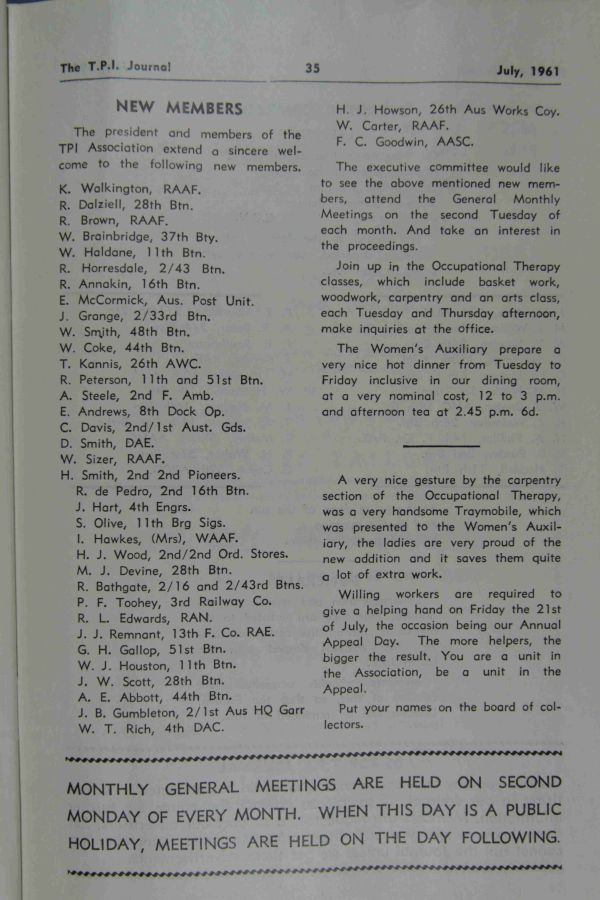 The T.P.I. Journal
35
July, 1961
NEW MEMBERS
The president and members of the
TPI Association extend a sincere wel-
come to the following new members.
K. Walkington, RAAF.
R. Dalziell, 28th Btn.
R. Brown, RAAF.
W. Brainbridge, 37th Bty.
W. Haldane, 11th Btn.
R. Horresdale, 2/43 Btn.
R. Annakin, 16th Btn.
E. McCormick, Aus. Post Unit.
J. Grange, 2/33rd Btn.
W. Smith, 48th Btn.
W. Coke, 44th Btn.
T. Kannis, 26th AWC.
R. Peterson, 11th and 51st Btn.
A. Steele, 2nd F. Amb.
E. Andrews, 8th Dock Op.
C. Davis, 2nd/1st Aust. Gds.
D. Smith, DAE.
W. Sizer, RAAF.
H. Smith, 2nd 2nd Pioneers.
R. de Pedro, 2nd 16th Btn.
J. Hart, 4th Engrs.
S. Olive, 11th Brg Sigs.
I. Hawkes, (Mrs), WAAF.
H. J. Wood, 2nd/2nd Ord. Stores.
M. J. Devine, 28th Btn.
R. Bathgate, 2/16 and 2/43rd Btns.
P. F. Toohey, 3rd Railway Co.
R. L. Edwards, RAN.
J. J. Remnant, 13th F. Co. RAE.
G. H. Gallop, 51st Btn.
W. J. Houston, 11th Btn.
J. W. Scott, 28th Btn.
A. E. Abbott, 44th Btn.
J. B. Gumbleton, 2/1st Aus HQ Garr
W. T. Rich, 4th DAC.
H. J. Howson, 26th Aus Works Coy.
W. Carter, RAAF.
F. C. Goodwin, AASC.
The executive committee would like
to see the above mentioned new mem-
bers, attend the General Monthly
Meetings on the second Tuesday of
each month. And take an interest in
the proceedings.
Join up in the Occupational Therapy
classes, which include basket work,
woodwork, carpentry and an arts class,
each Tuesday and Thursday afternoon,
make inquiries at the office.
The Women's Auxiliary prepare a
very nice hot dinner from Tuesday to
Friday inclusive in our dining room,
at a very nominal cost, 12 to 3 p.m.
and afternoon tea at 2.45 p.m. 6d.
A very nice gesture by the carpentry
section of the Occupational Therapy,
was a very handsome Traymobile, which
was presented to the Women's Auxil-
iary, the ladies are very proud of the
new addition and it saves them quite
a lot of extra work.
Willing workers are required to
give a helping hand on Friday the 21st
of July, the occasion being our Annual
Appeal Day. The more helpers, the
bigger the result. You are a unit in
the Association, be a unit in the
Appeal.
Put your names on the board of col-
lectors.
MONTHLY GENERAL MEETINGS ARE HELD ON SECOND
MONDAY OF EVERY MONTH. WHEN THIS DAY IS A PUBLIC
HOLIDAY, MEETINGS ARE HELD ON THE DAY FOLLOWING.